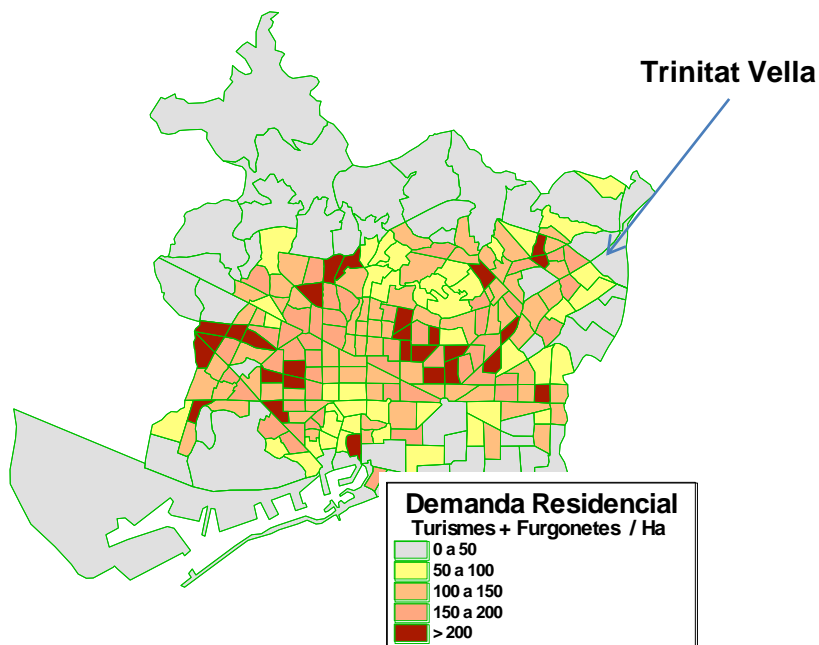 Trinitat Vella
Demanda Residencial
Turismes + Furgonetes / Ha
0 a 50
50 a 100
100 a 150
150 a 200
> 200